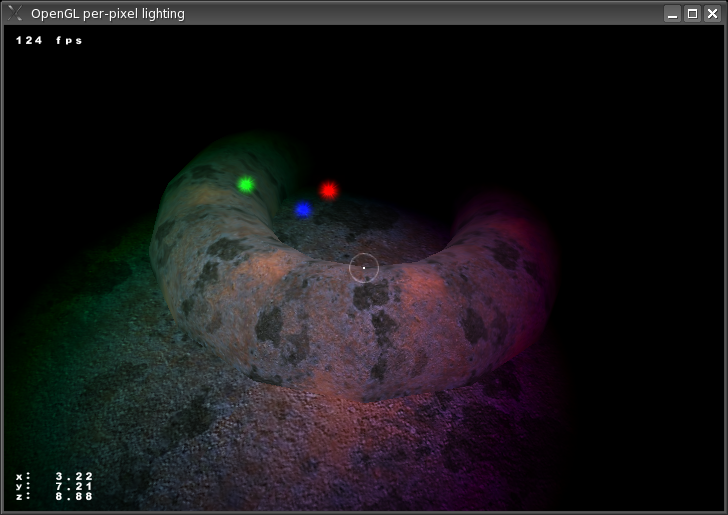 OpenGL per-pixel lighting
124 fps
x: 3.22
y: 7.21
z: 8.88